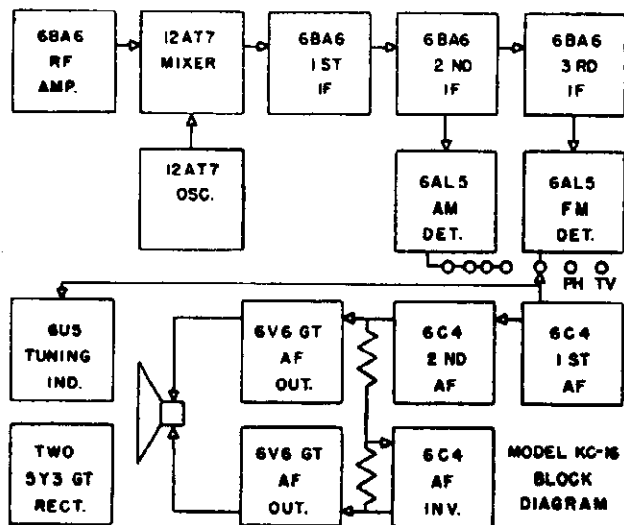 6BA6
RF
AMP.
12AT7
MIXER
6BA6
1 ST
IF
6BA6
2 ND
IF
6BA6
3 RD
IF
12AT7
OSC.
6AL5
AM
DET.
6AL5
FM
DET.
PH TV
6U5
TUNING
IND.
6V6 GT
AF
OUT.
6C4
2 ND
AF
6C4
1 ST
AF
TWO
5Y3 GT
RECT.
6V6 GT
AF
OUT.
6C4
AF
INV.
MODEL KC-16
BLOCK
DIAGRAM